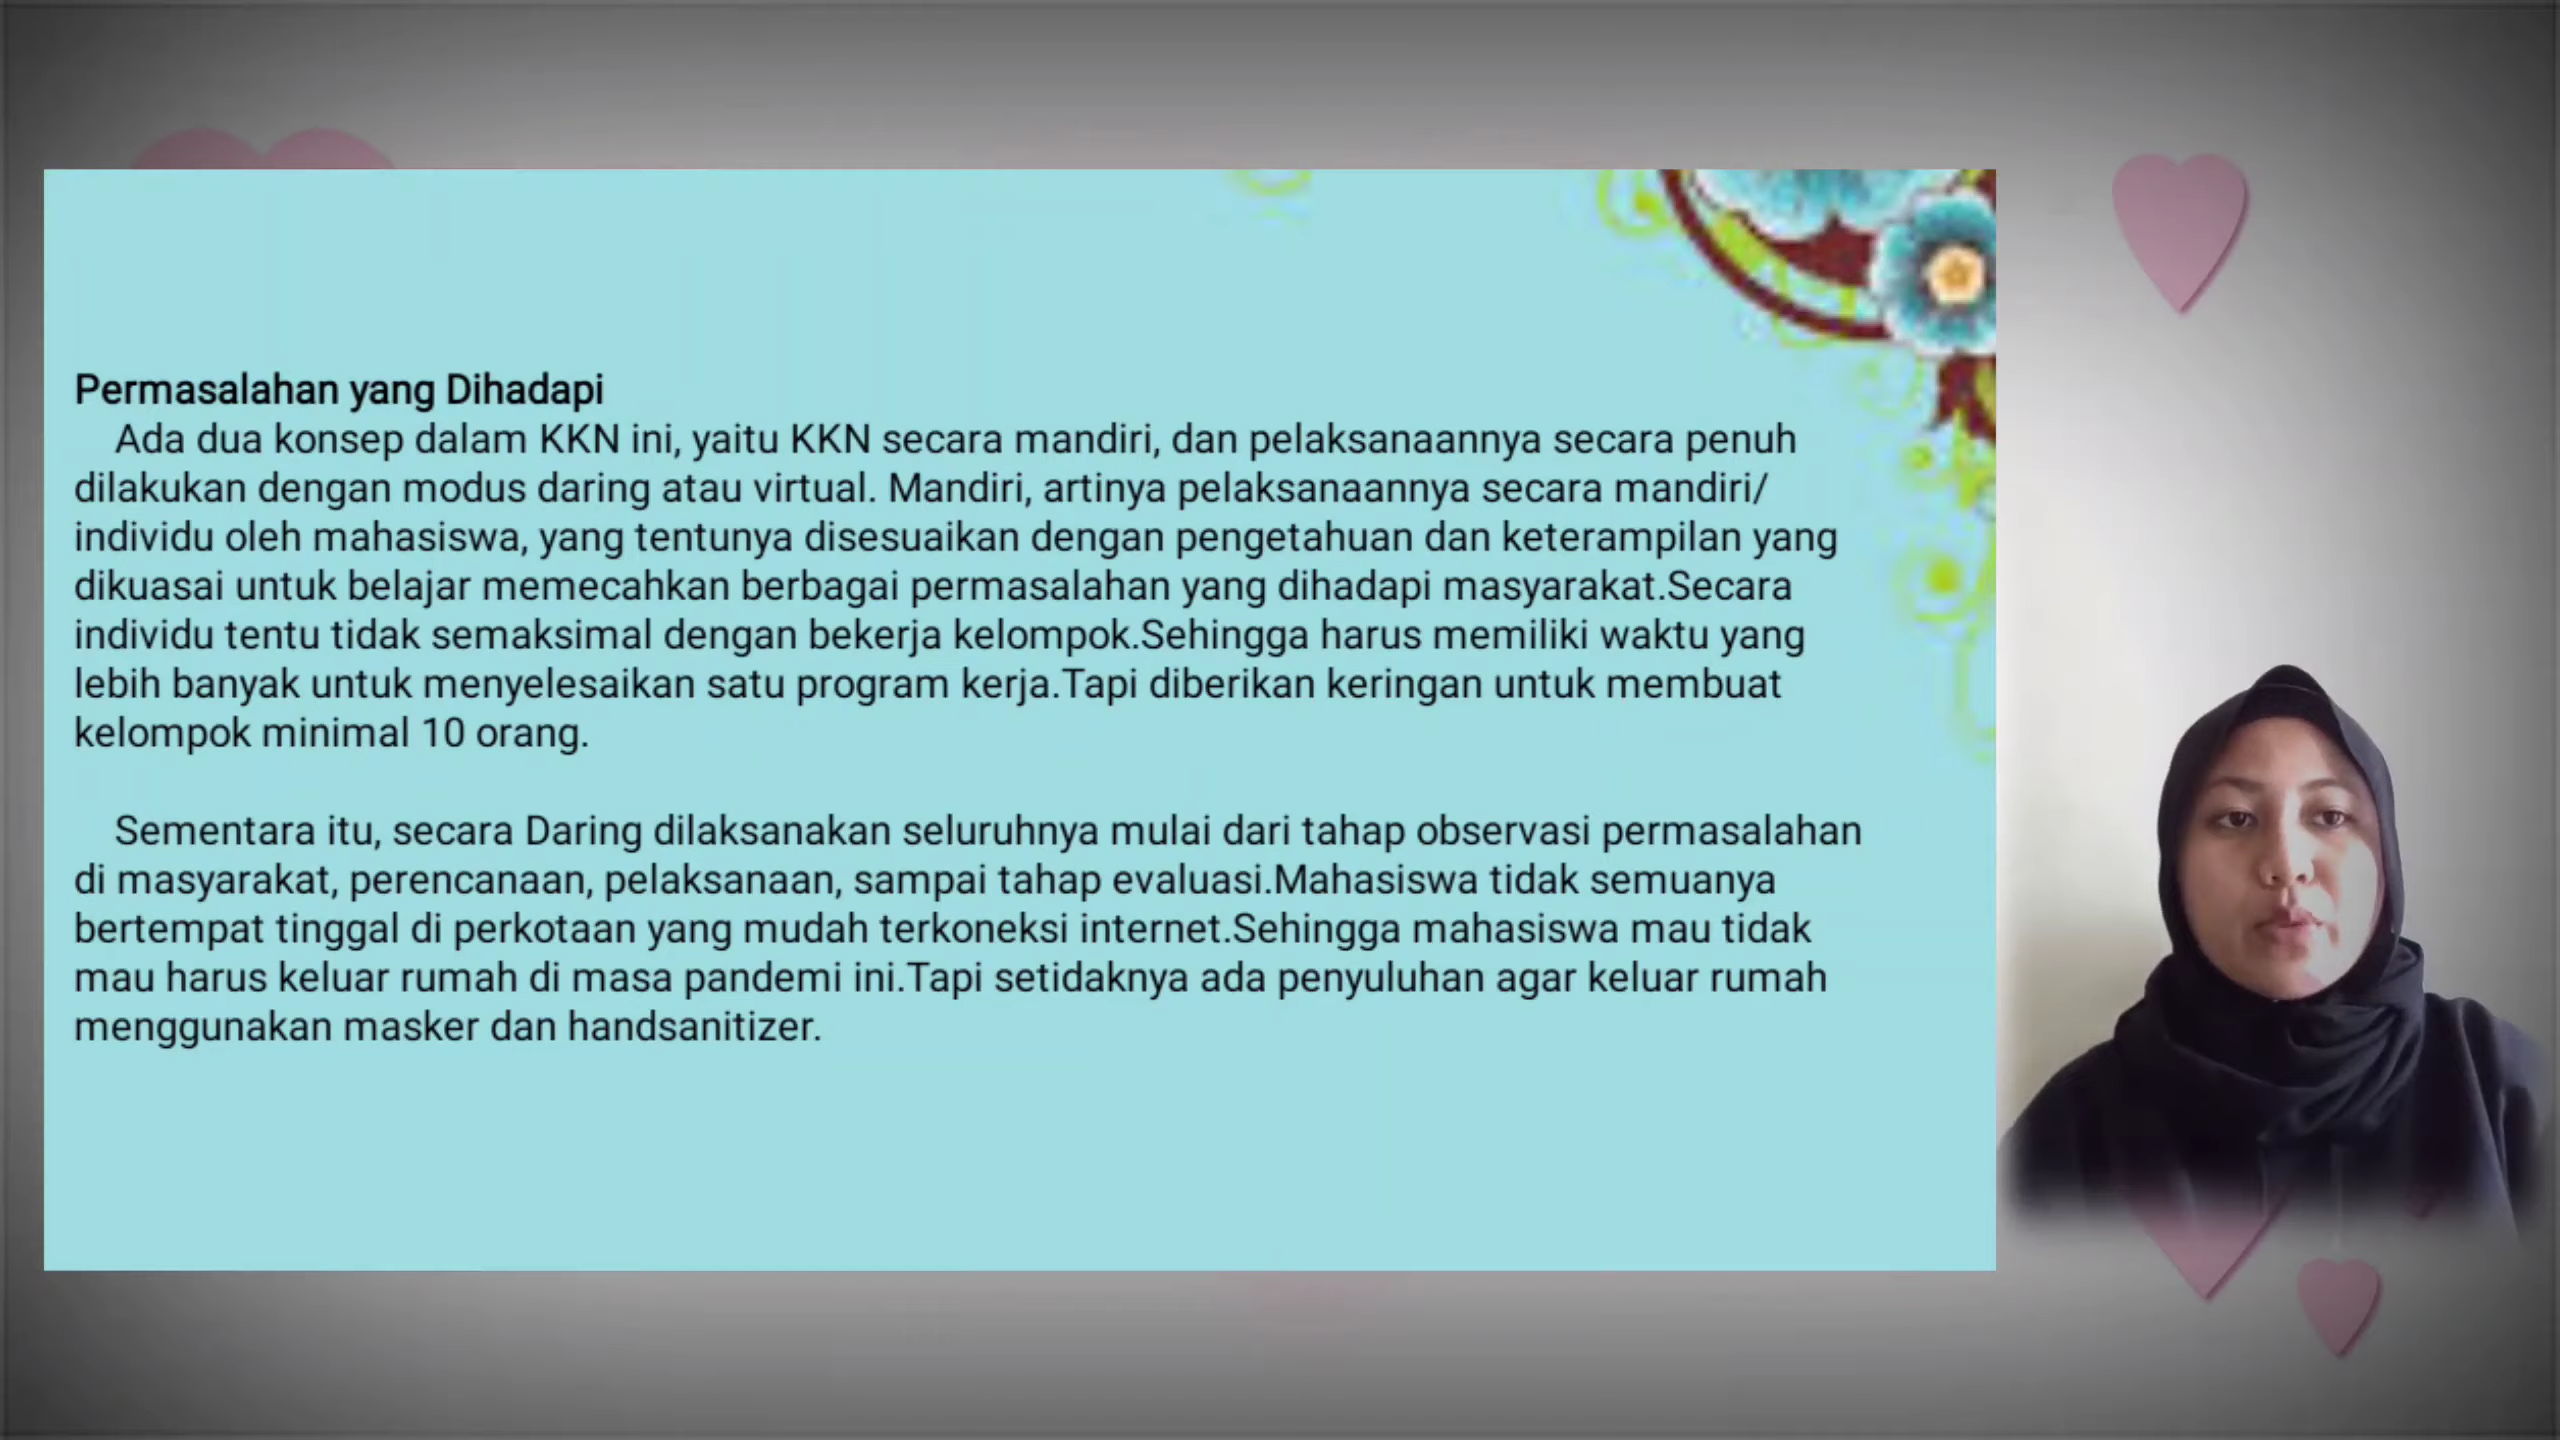 Permasalahan yang Dihadapi
Ada dua konsep dalam KKN ini, yaitu KKN secara mandiri, dan pelaksanaannya secara penuh
dilakukan dengan modus daring atau virtual. Mandiri, artinya pelaksanaannya secara mandiri/
individu oleh mahasiswa, yang tentunya disesuaikan dengan pengetahuan dan keterampilan yang
dikuasai untuk belajar memecahkan berbagai permasalahan yang dihadapi masyarakat.Secara
individu tentu tidak semaksimal dengan bekerja kelompok.Sehingga harus memiliki waktu yang
lebih banyak untuk menyelesaikan satu program kerja.Tapi diberikan keringan untuk membuat
kelompok minimal 10 orang.
Sementara itu, secara Daring dilaksanakan seluruhnya mulai dari tahap observasi permasalahan
di masyarakat, perencanaan, pelaksanaan, sampai tahap evaluasi.Mahasiswa tidak semuanya
bertempat tinggal di perkotaan yang mudah terkoneksi internet.Sehingga mahasiswa mau tidak
mau harus keluar rumah di masa pandemi ini.Tapi setidaknya ada penyuluhan agar keluar rumah
menggunakan masker dan handsanitizer.